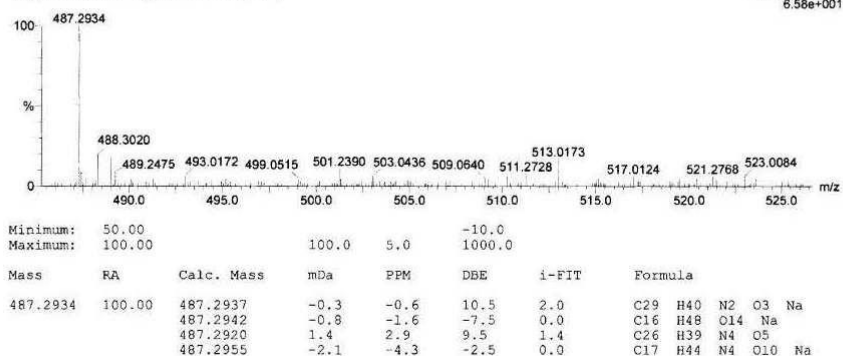 6.58e+001
100
487.2934
%
488.3020
489.2475
493.0172
499.0515
501.2390
503.0436
509.0640
511.2728
513.0173
517.0124
521.2768
523.0084
0
m/z
490.0 495.0 500.0 505.0 510.0 515.0 520.0 525.0
Minimum: 50.00 -10.0
Maximum: 100.00 100.0 5.0 1000.0
Mass RA Calc. Mass mDa PPM DBE i-FIT Formula
487.2934 100.00 487.2937 -0.3 -0.6 10.5 2.0 C29 H40 N2 O3 Na
487.2942 -0.8 -1.6 -7.5 0.0 C16 H48 O14 Na
487.2920 1.4 2.9 9.5 1.4 C26 H39 N4 O5
487.2955 -2.1 -4.3 -2.5 0.0 C17 H44 N4 O10 Na